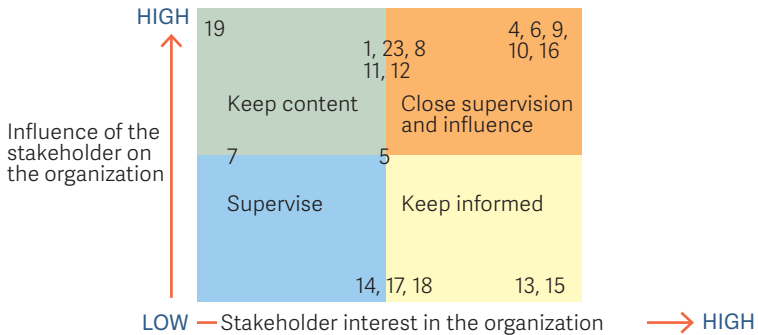 HIGH
19
4, 6, 9,
10, 16
1, 23, 8
11, 12
Keep content
Close supervision
and influence
Influence of the
stakeholder on
the organization
7
5
Supervise
Keep informed
14, 17, 18
13, 15
LOW
Stakeholder interest in the organization
HIGH